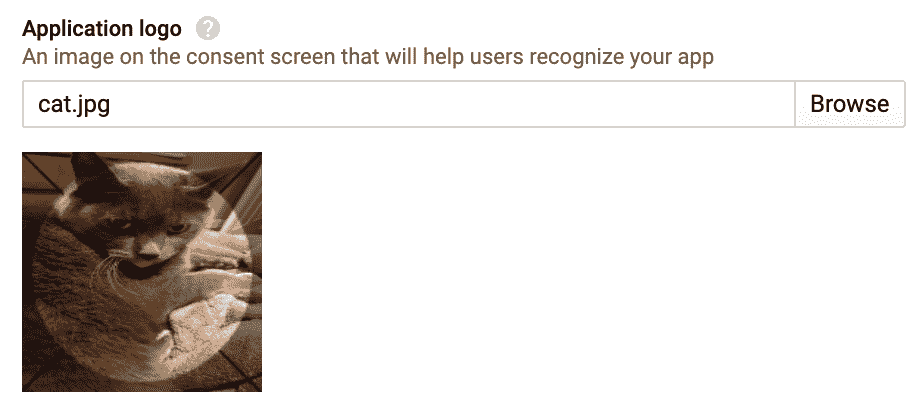 Application logo ?
An image on the consent screen that will help users recognize your app
cat.jpg Browse